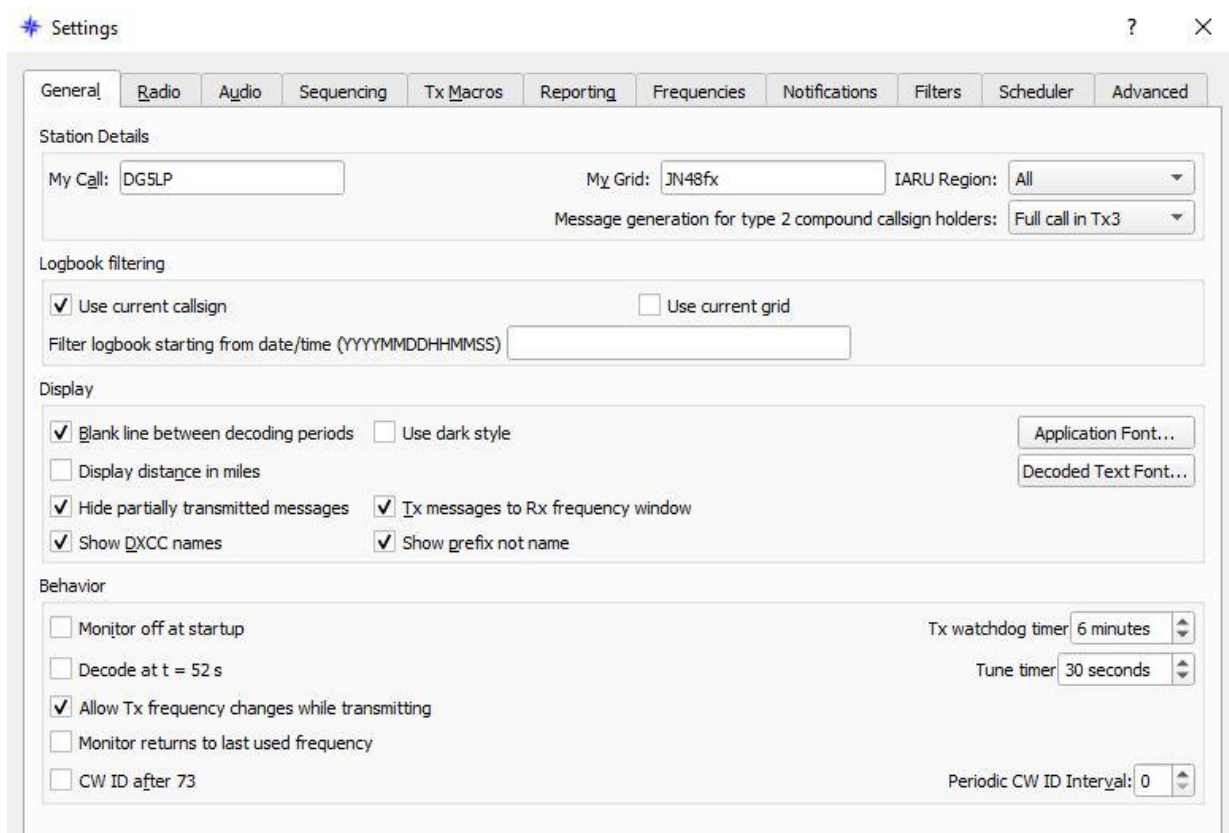 Settings ?
General Radio Audio Sequencing Tx Macros Reporting Frequencies Notifications Filters Scheduler Advanced
Station Details
My Call: DG5LP My Grid: JN48fx IARU Region: All
Message generation for type 2 compound callsign holders: Full call in Tx3
Logbook filtering
Use current callsign Use current grid
Filter logbook starting from date/time (YYYYMMDDHHMMSS)
Display
Blank line between decoding periods Use dark style Application Font...
Display distance in miles Decoded Text Font...
Hide partially transmitted messages Tx messages to Rx frequency window
Show DXCC names Show prefix not name
Behavior
Monitor off at startup Tx watchdog timer 6 minutes
Decode at t = 52 s Tune timer 30 seconds
Allow Tx frequency changes while transmitting
Monitor returns to last used frequency
CW ID after 73 Periodic CW ID Interval: 0